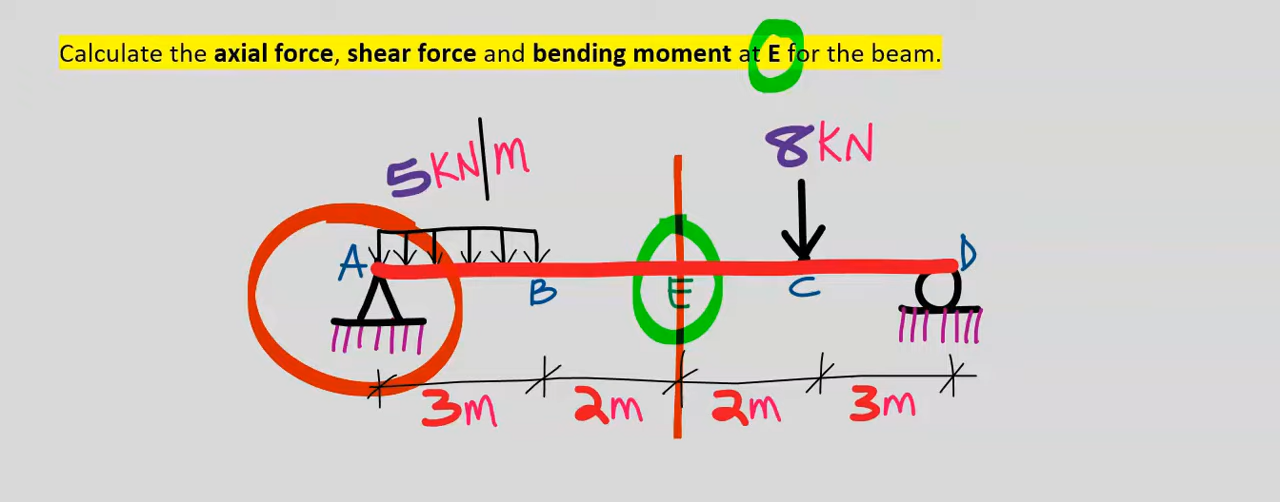 Calculate the axial force, shear force and bending moment at E for the beam.
8KN
5KN/m
A
D
B
E
C
3m 2m 2m 3m